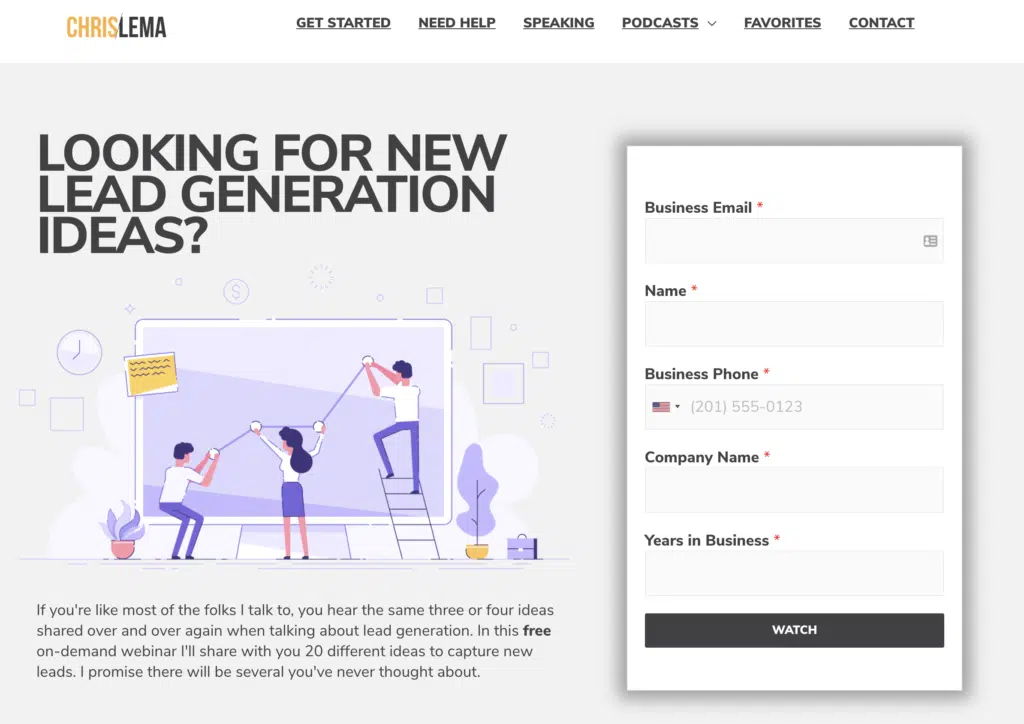 CHRISLEMA
GET STARTED NEED HELP SPEAKING PODCASTS FAVORITES CONTACT
LOOKING FOR NEW
LEAD GENERATION
IDEAS?
$
If you're like most of the folks I talk to, you hear the same three or four ideas
shared over and over again when talking about lead generation. In this free
on-demand webinar I'll share with you 20 different ideas to capture new
leads. I promise there will be several you've never thought about.
Business Email *
Name *
Business Phone *
(201) 555-0123
Company Name *
Years in Business *
WATCH